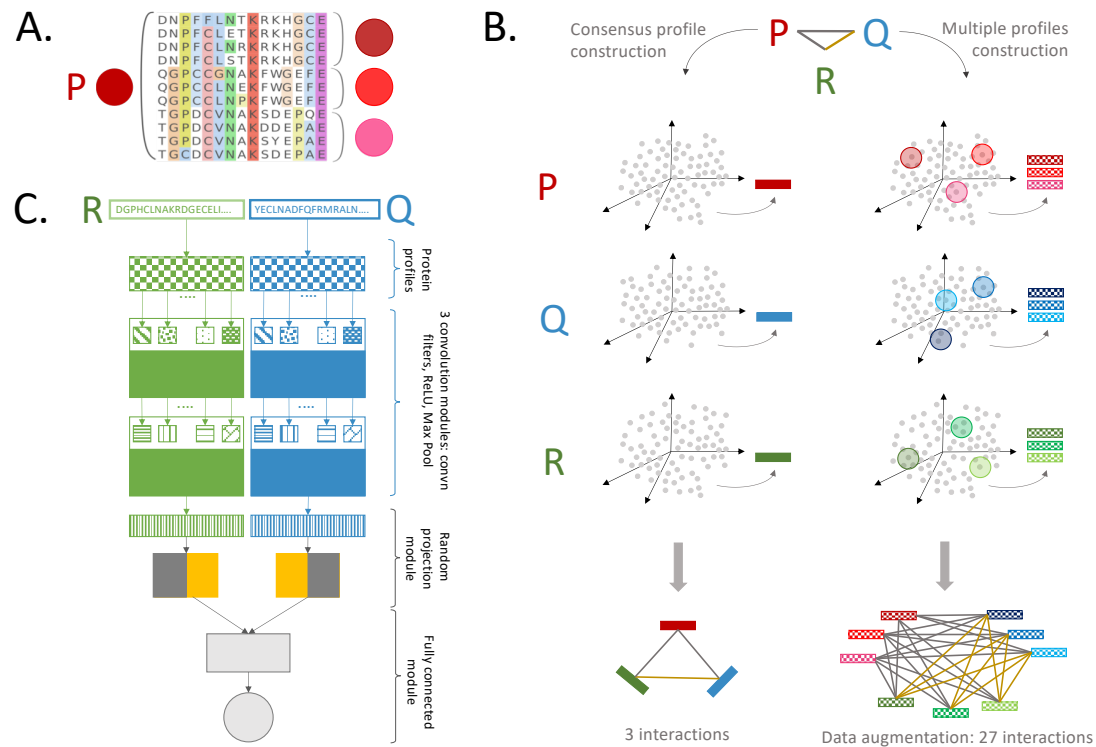 A.
P
DNPFFLNTKRKHGCE
DNPFCLETKRKHGCE
DNPFCLNRKRKHGCE
DNPFCLSTKRKHGCE
QGPCCGNAKFWGEFE
QGPCCLNEKFWGEFE
QGPCCLNPKFWGEFE
TGPDCVNAKSDEPQE
TGPDCVNAKDDEPAE
TGPDCVNAKSYEPAE
TGCDCVNAKSDEPAE
B.
Consensus profile
construction
P Q
R
Multiple profiles
construction
P
Q
R
3 interactions
Data augmentation: 27 interactions
C.
R DGPHCLNAKRDGECELI.... YECLNADFQFRMRALN.... Q
Protein
profiles
....
....
3 convolution modules: convn
filters, ReLU, Max Pool
....
....
Random
projection
module
Fully connected
module